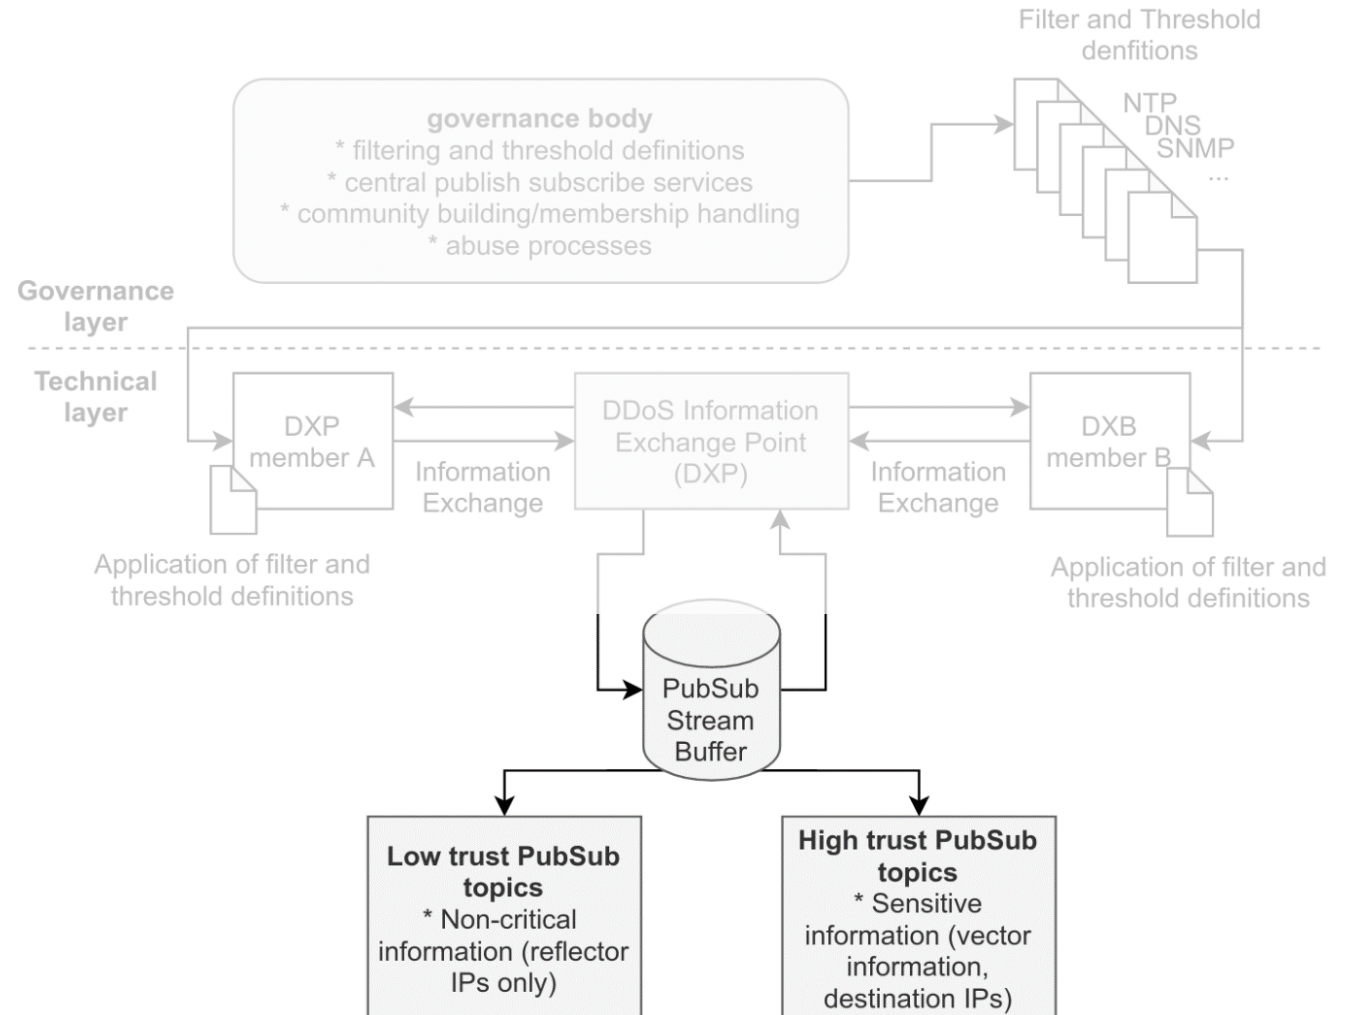 Filter and Threshold
denfitions
NTP
DNS
SNMP
...
governance body
* filtering and threshold definitions
* central publish subscribe services
* community building/membership handling
* abuse processes
Governance
layer
Technical
layer
DXP
member A
Information
Exchange
DDoS Information
Exchange Point
(DXP)
Information
Exchange
DXB
member B
Application of filter and
threshold definitions
Application of filter and
threshold definitions
PubSub
Stream
Buffer
Low trust PubSub
topics
* Non-critical
information (reflector
IPs only)
High trust PubSub
topics
* Sensitive
information (vector
information,
destination IPs)